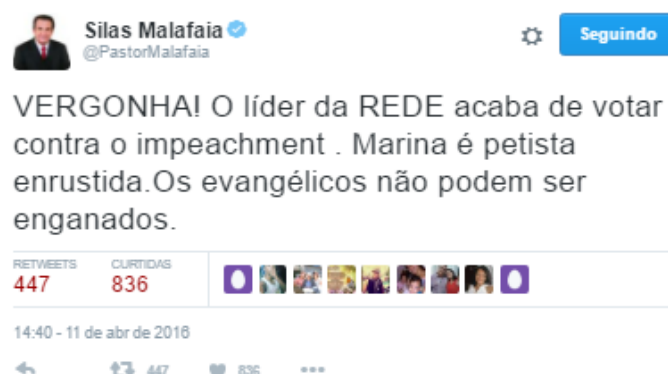 Silas Malafaia
@PastorMalafaia
Seguindo
VERGONHA! O líder da REDE acaba de votar
contra o impeachment . Marina é petista
enrustida.Os evangélicos não podem ser
enganados.
RETWEETS CURTIDAS
447 836
14:40 - 11 de abr de 2016
447 836